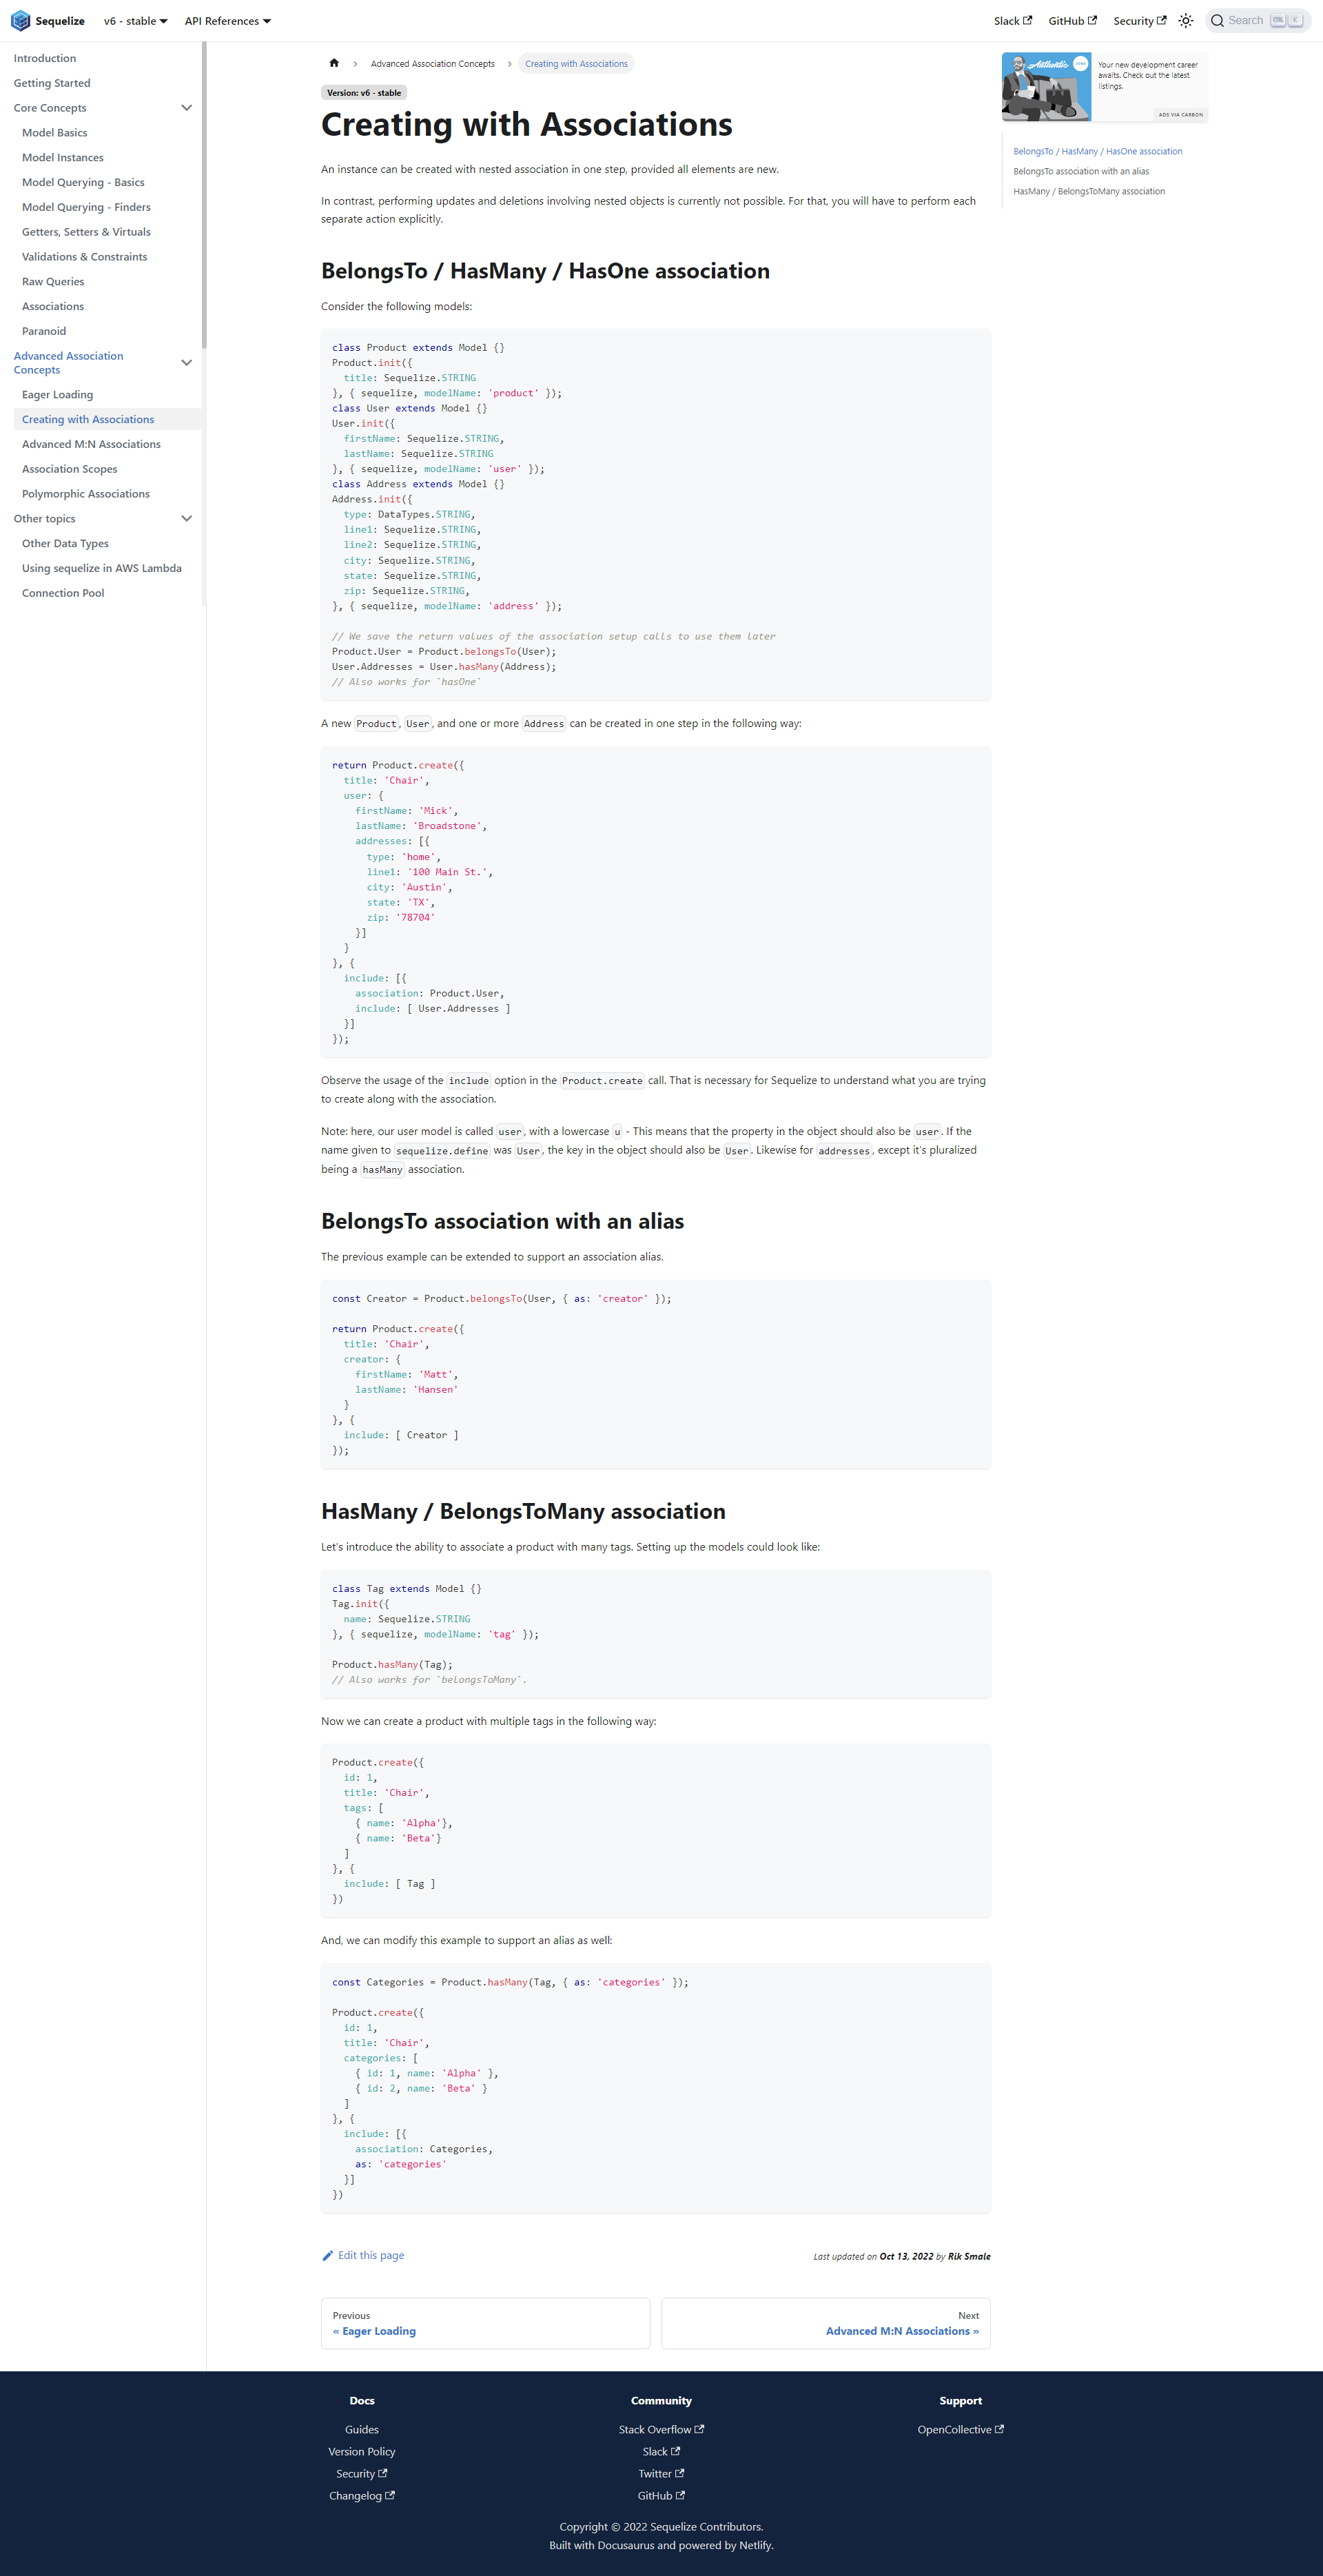 Sequelize
v6 - stable
API References
Slack
GitHub
Security
Search
CTRL
K
Introduction
Getting Started
Core Concepts
Model Basics
Model Instances
Model Querying - Basics
Model Querying - Finders
Getters, Setters & Virtuals
Validations & Constraints
Raw Queries
Associations
Paranoid
Advanced Association
Concepts
Eager Loading
Creating with Associations
Advanced M:N Associations
Association Scopes
Polymorphic Associations
Other topics
Other Data Types
Using sequelize in AWS Lambda
Connection Pool
Advanced Association Concepts
Creating with Associations
Version: v6 - stable
Creating with Associations
An instance can be created with nested association in one step, provided all elements are new.
In contrast, performing updates and deletions involving nested objects is currently not possible. For that, you will have to perform each
separate action explicitly.
BelongsTo / HasMany / HasOne association
Consider the following models:
class Product extends Model {}
Product.init({
  title: Sequelize.STRING
}, { sequelize, modelName: 'product' });
class User extends Model {}
User.init({
  firstName: Sequelize.STRING,
  lastName: Sequelize.STRING
}, { sequelize, modelName: 'user' });
class Address extends Model {}
Address.init({
  type: DataTypes.STRING,
  line1: Sequelize.STRING,
  line2: Sequelize.STRING,
  city: Sequelize.STRING,
  state: Sequelize.STRING,
  zip: Sequelize.STRING,
}, { sequelize, modelName: 'address' });
// We save the return values of the association setup calls to use them later
Product.User = Product.belongsTo(User);
User.Addresses = User.hasMany(Address);
// Also works for `hasOne`
A new Product, User, and one or more Address can be created in one step in the following way:
return Product.create({
  title: 'Chair',
  user: {
    firstName: 'Mick',
    lastName: 'Broadstone',
    addresses: [{
      type: 'home',
      line1: '100 Main St.',
      city: 'Austin',
      state: 'TX',
      zip: '78704'
    }]
  }
}, {
  include: [{
    association: Product.User,
    include: [ User.Addresses ]
  }]
});
Observe the usage of the include option in the Product.create call. That is necessary for Sequelize to understand what you are trying
to create along with the association.
Note: here, our user model is called user, with a lowercase u - This means that the property in the object should also be user. If the
name given to sequelize.define was User, the key in the object should also be User. Likewise for addresses, except it's pluralized
being a hasMany association.
BelongsTo association with an alias
The previous example can be extended to support an association alias.
const Creator = Product.belongsTo(User, { as: 'creator' });
return Product.create({
  title: 'Chair',
  creator: {
    firstName: 'Matt',
    lastName: 'Hansen'
  }
}, {
  include: [ Creator ]
});
HasMany / BelongsToMany association
Let's introduce the ability to associate a product with many tags. Setting up the models could look like:
class Tag extends Model {}
Tag.init({
  name: Sequelize.STRING
}, { sequelize, modelName: 'tag' });
Product.hasMany(Tag);
// Also works for `belongsToMany`.
Now we can create a product with multiple tags in the following way:
Product.create({
  id: 1,
  title: 'Chair',
  tags: [
    { name: 'Alpha'},
    { name: 'Beta'}
  ]
}, {
  include: [ Tag ]
})
And, we can modify this example to support an alias as well:
const Categories = Product.hasMany(Tag, { as: 'categories' });
Product.create({
  id: 1,
  title: 'Chair',
  categories: [
    { id: 1, name: 'Alpha' },
    { id: 2, name: 'Beta' }
  ]
}, {
  include: [{
    association: Categories,
    as: 'categories'
  }]
})
Edit this page
Last updated on Oct 13, 2022 by Rik Smale
Previous
« Eager Loading
Next
Advanced M:N Associations »
Authentic
JOBS
Your new development career
awaits. Check out the latest
listings.
ADS VIA CARBON
BelongsTo / HasMany / HasOne association
BelongsTo association with an alias
HasMany / BelongsToMany association
Docs
Guides
Version Policy
Security
Changelog
Community
Stack Overflow
Slack
Twitter
GitHub
Support
OpenCollective
Copyright © 2022 Sequelize Contributors.
Built with Docusaurus and powered by Netlify.